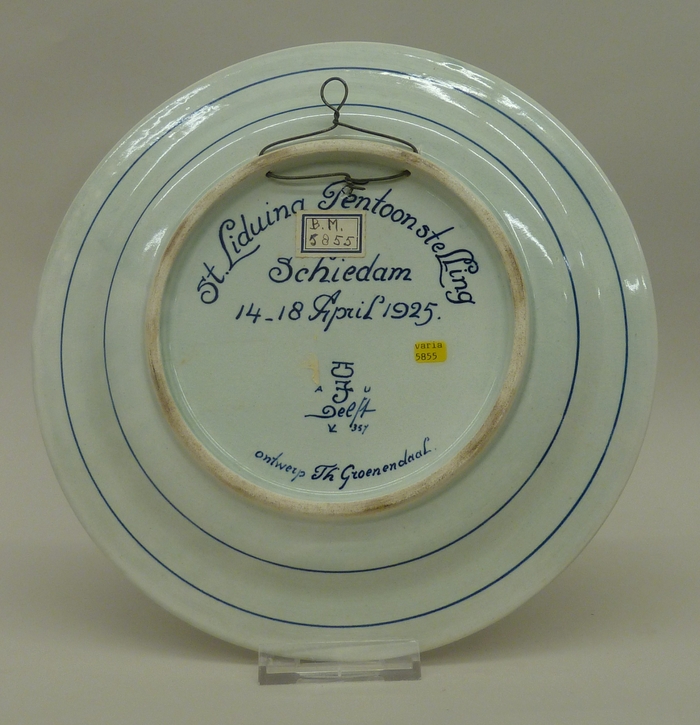 St. Liduina Tentoonstelling
B.M.
5855
Schiedam
14-18 April 1925.
varia
5855
A U
Delft
ontwerp Th Groenendaal.